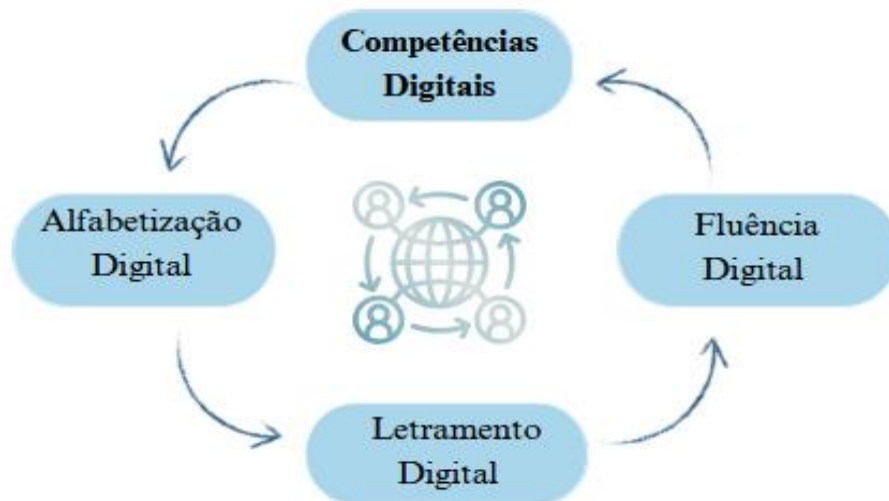 Competências
Digitais
Alfabetização
Digital
Fluência
Digital
Letramento
Digital